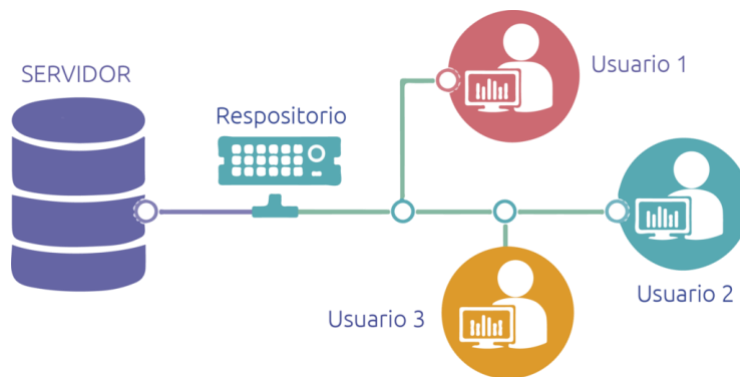 SERVIDOR
Respositorio
Usuario 1
Usuario 2
Usuario 3